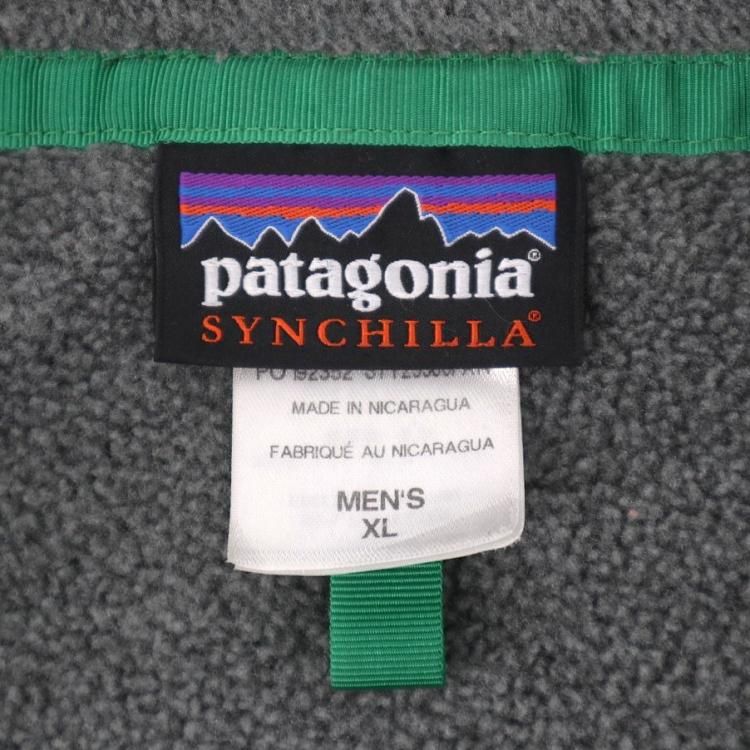 patagonia®
SYNCHILLA®
MADE IN NICARAGUA
FABRIQUÉ AU NICARAGUA
MEN'S
XL